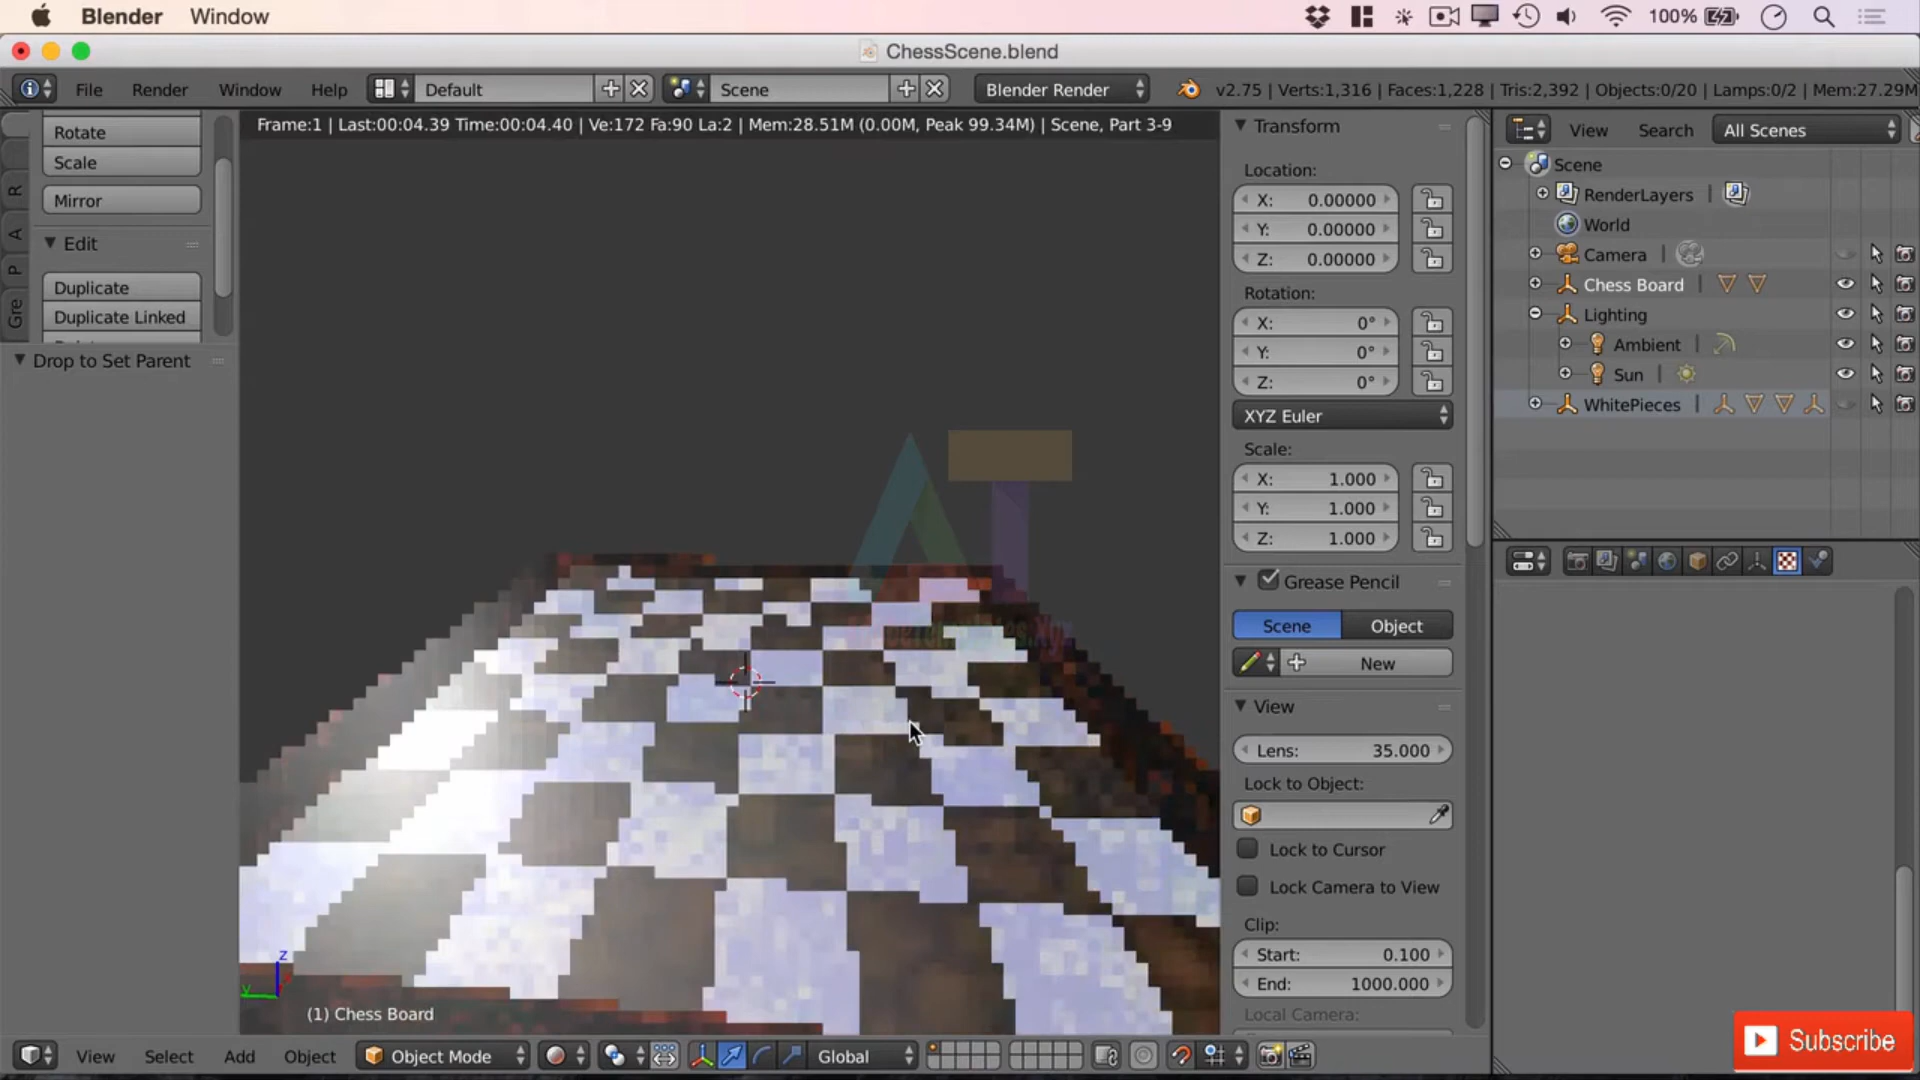 Blender Window 100%
ChessScene.blend
File Render Window Help Default Scene Blender Render v2.75 | Verts:1,316 | Faces:1,228 | Tris:2,392 | Objects:0/20 | Lamps:0/2 | Mem:27.29M
Rotate
Scale
Mirror
Edit
Duplicate
Duplicate Linked
Drop to Set Parent
R
A
P
Gre
Frame:1 | Last:00:04.39 Time:00:04.40 | Ve:172 Fa:90 La:2 | Mem:28.51M (0.00M, Peak 99.34M) | Scene, Part 3-9
z
y
(1) Chess Board
Transform
Location:
X: 0.00000
Y: 0.00000
Z: 0.00000
Rotation:
X: 0°
Y: 0°
Z: 0°
XYZ Euler
Scale:
X: 1.000
Y: 1.000
Z: 1.000
Grease Pencil
Scene Object
New
View
Lens: 35.000
Lock to Object:
Lock to Cursor
Lock Camera to View
Clip:
Start: 0.100
End: 1000.000
Local Camera:
View Search All Scenes
Scene
RenderLayers |
World
Camera |
Chess Board |
Lighting
Ambient |
Sun |
WhitePieces |
View Select Add Object Object Mode Global
Subscribe